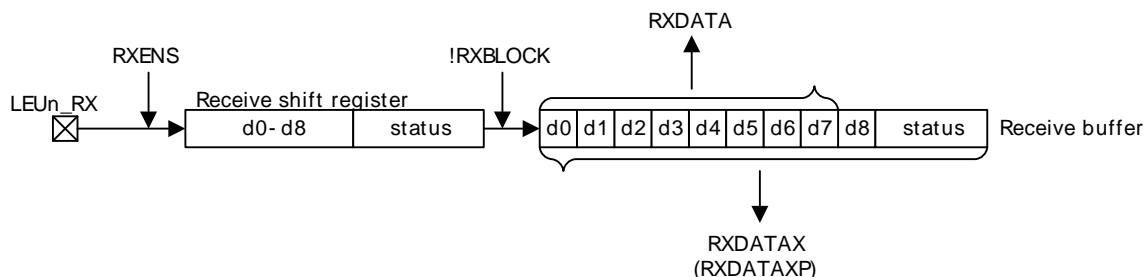 RXDATA
RXENS
!RXBLOCK
LEUn_RX
Receive shift register
d0-d8 status
d0 d1 d2 d3 d4 d5 d6 d7 d8 status
Receive buffer
RXDATAX
(RXDATAXP)